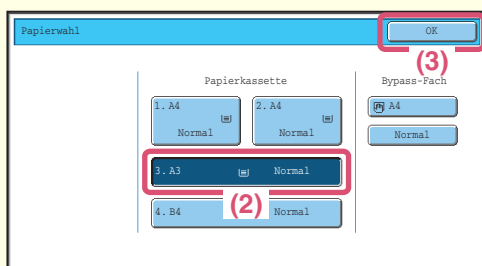 Papierwahl
OK
(3)
Papierkassette
Bypass-Fach
1. A4
Normal
2. A4
Normal
A4
Normal
3. A3
Normal
(2)
4. B4
Normal